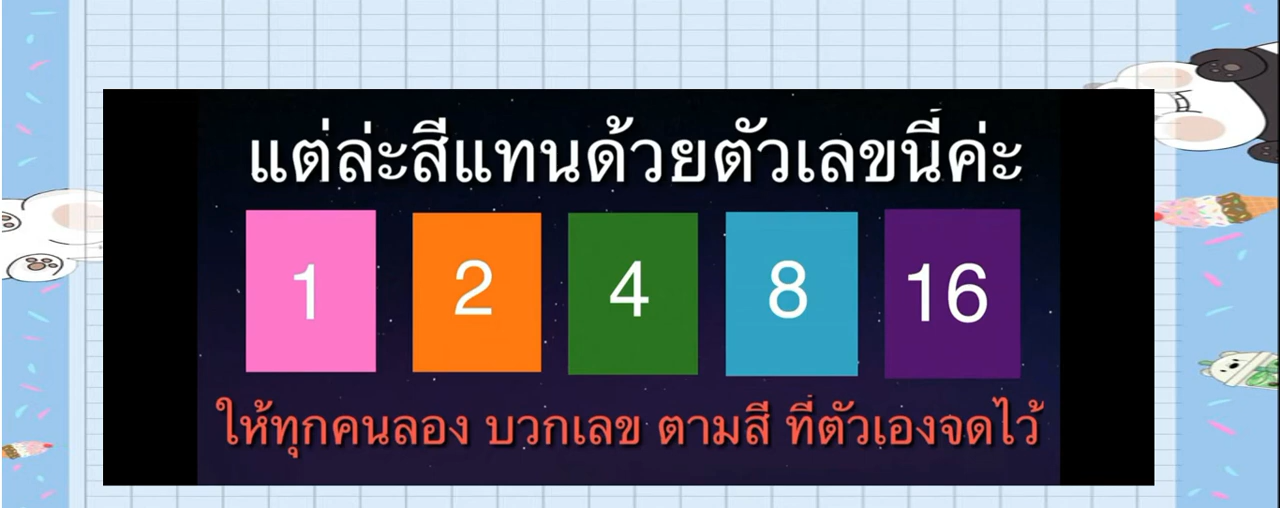 แต่ล่ะสีแทนด้วยตัวเลขนี้ค่ะ
1 2 4 8 16
ให้ทุกคนลอง บวกเลข ตามสี ที่ตัวเองจดไว้